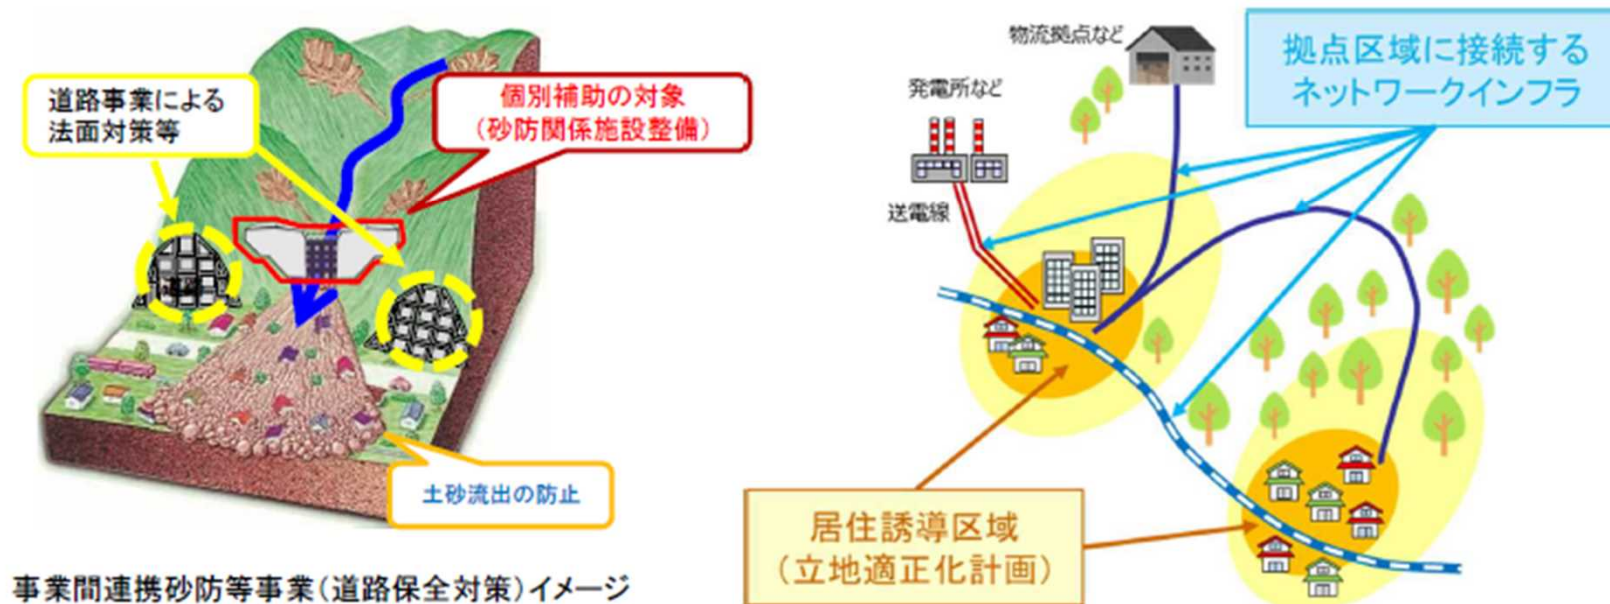 道路事業による
法面対策等
個別補助の対象
（砂防関係施設整備）
土砂流出の防止
事業間連携砂防等事業（道路保全対策）イメージ
物流拠点など
発電所など
送電線
拠点区域に接続する
ネットワークインフラ
居住誘導区域
（立地適正化計画）